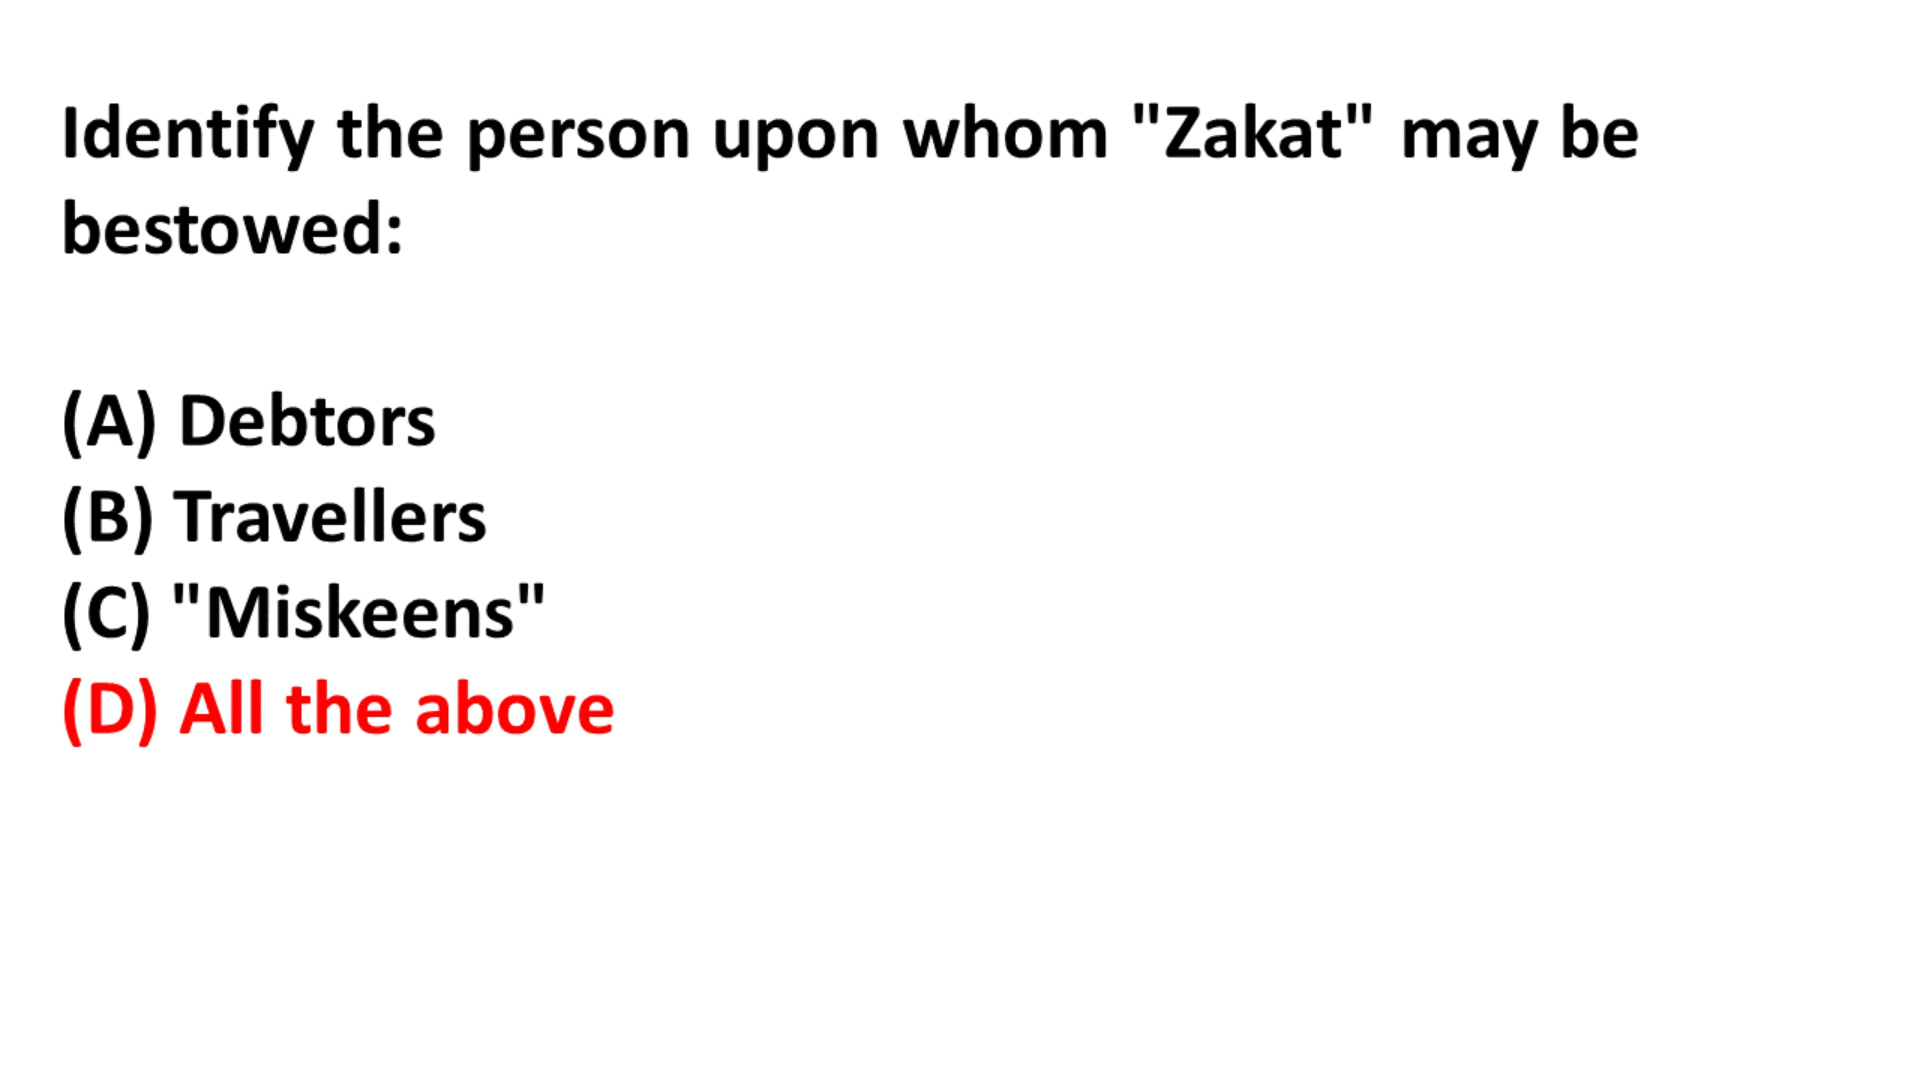 Identify the person upon whom "Zakat" may be
bestowed:
(A) Debtors
(B) Travellers
(C) "Miskeens"
(D) All the above